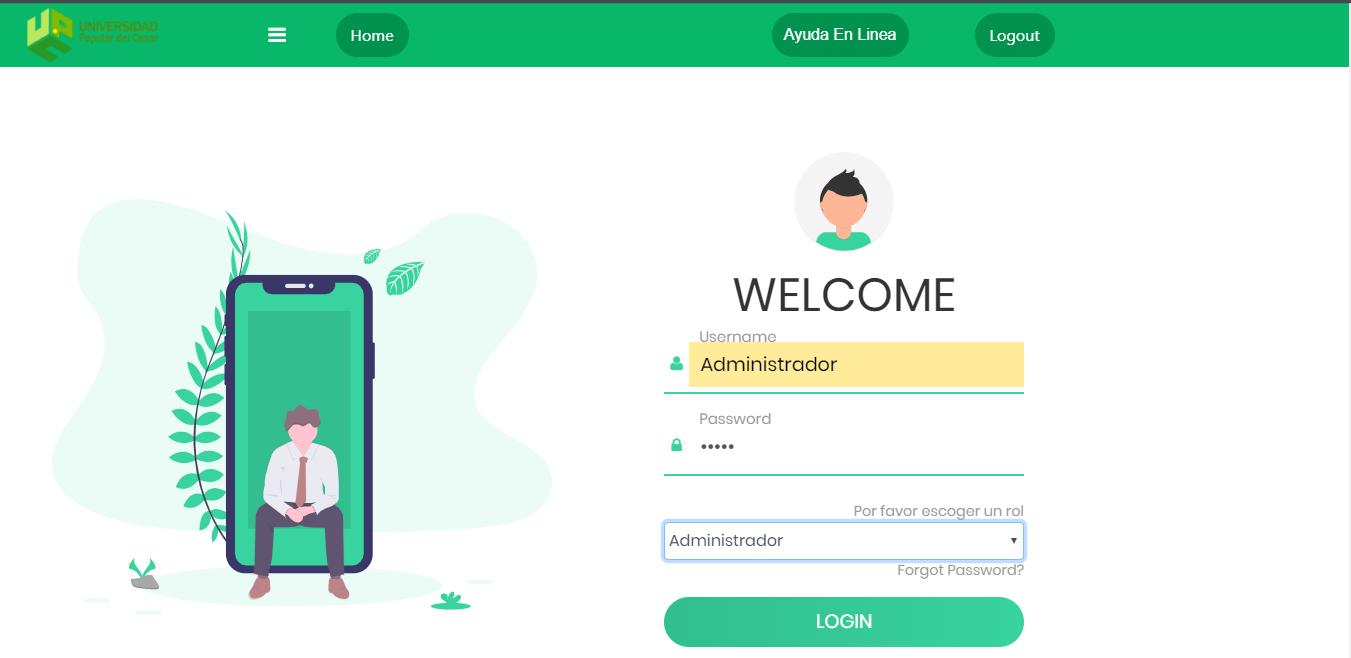 UNIVERSIDAD
Popular del Cesar
Home
Ayuda En Linea
Logout
WELCOME
Username
Administrador
Password
•••••
Por favor escoger un rol
Administrador
Forgot Password?
LOGIN